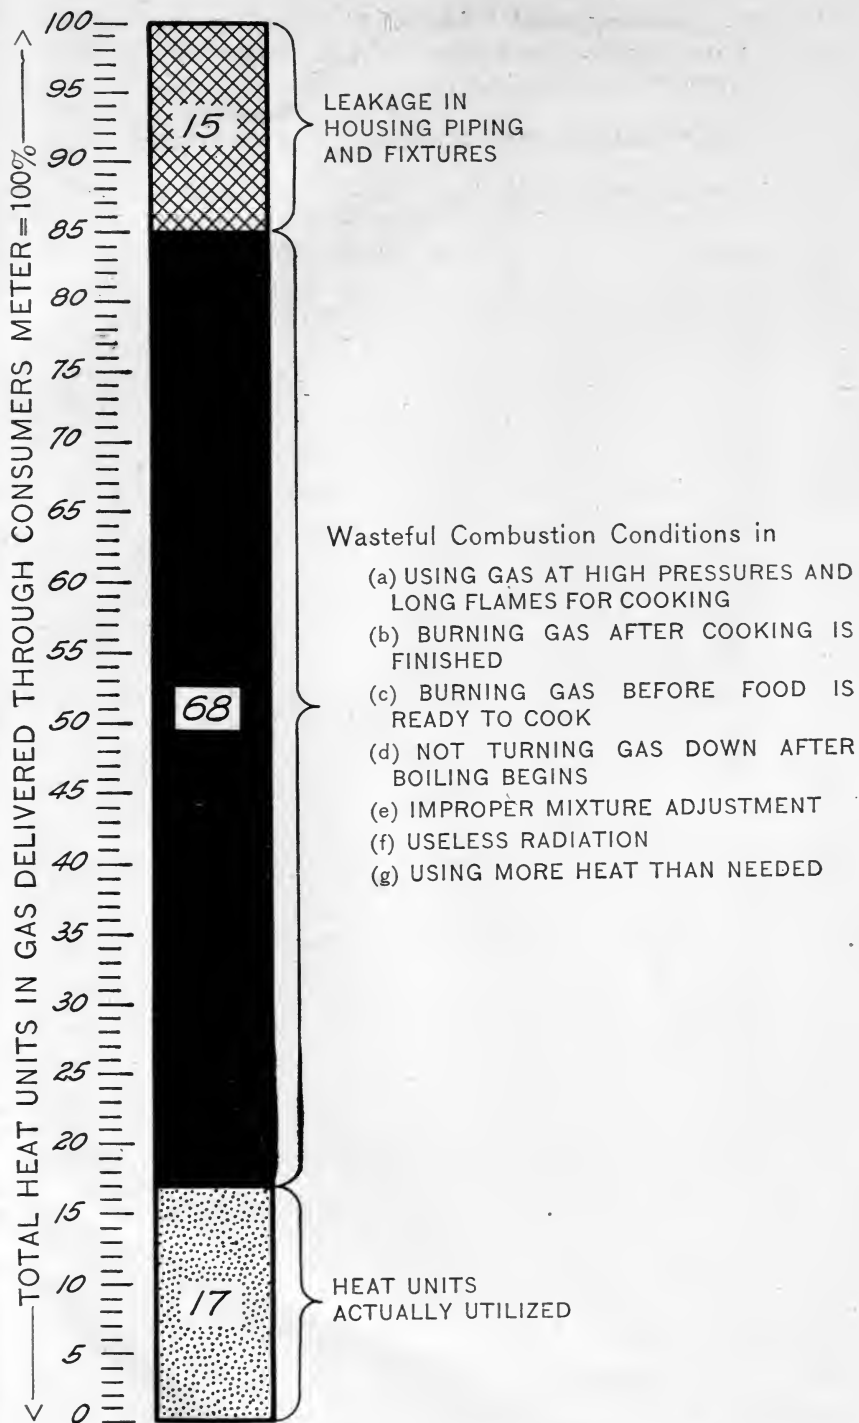 <——TOTAL HEAT UNITS IN GAS DELIVERED THROUGH CONSUMERS METER=100%——>
100
95
90
85
80
75
70
65
60
55
50
45
40
35
30
25
20
15
10
5
0
15
LEAKAGE IN
HOUSING PIPING
AND FIXTURES
68
Wasteful Combustion Conditions in
(a) USING GAS AT HIGH PRESSURES AND
LONG FLAMES FOR COOKING
(b) BURNING GAS AFTER COOKING IS
FINISHED
(c) BURNING GAS BEFORE FOOD IS
READY TO COOK
(d) NOT TURNING GAS DOWN AFTER
BOILING BEGINS
(e) IMPROPER MIXTURE ADJUSTMENT
(f) USELESS RADIATION
(g) USING MORE HEAT THAN NEEDED
17
HEAT UNITS
ACTUALLY UTILIZED